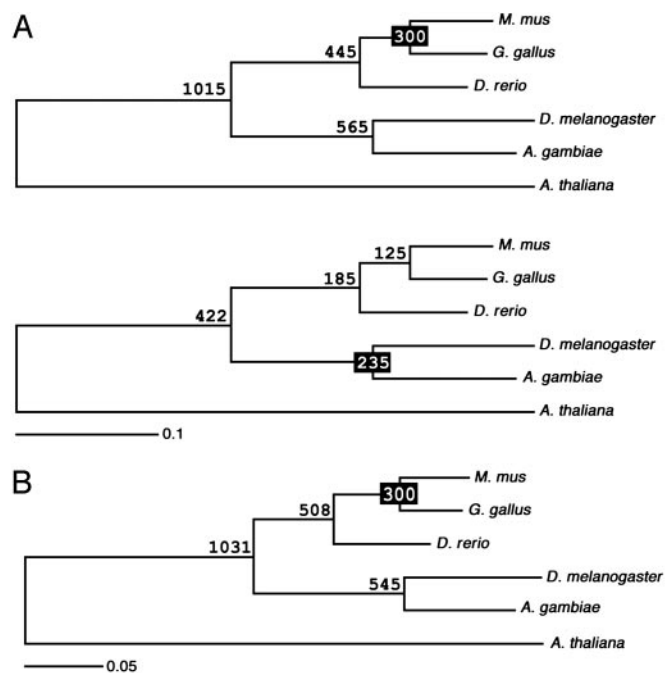 A
M. mus
300
G. gallus
445
D. rerio
1015
D. melanogaster
565
A. gambiae
A. thaliana
M. mus
125
G. gallus
185
D. rerio
422
D. melanogaster
235
A. gambiae
A. thaliana
0.1
B
M. mus
300
G. gallus
508
D. rerio
1031
D. melanogaster
545
A. gambiae
A. thaliana
0.05